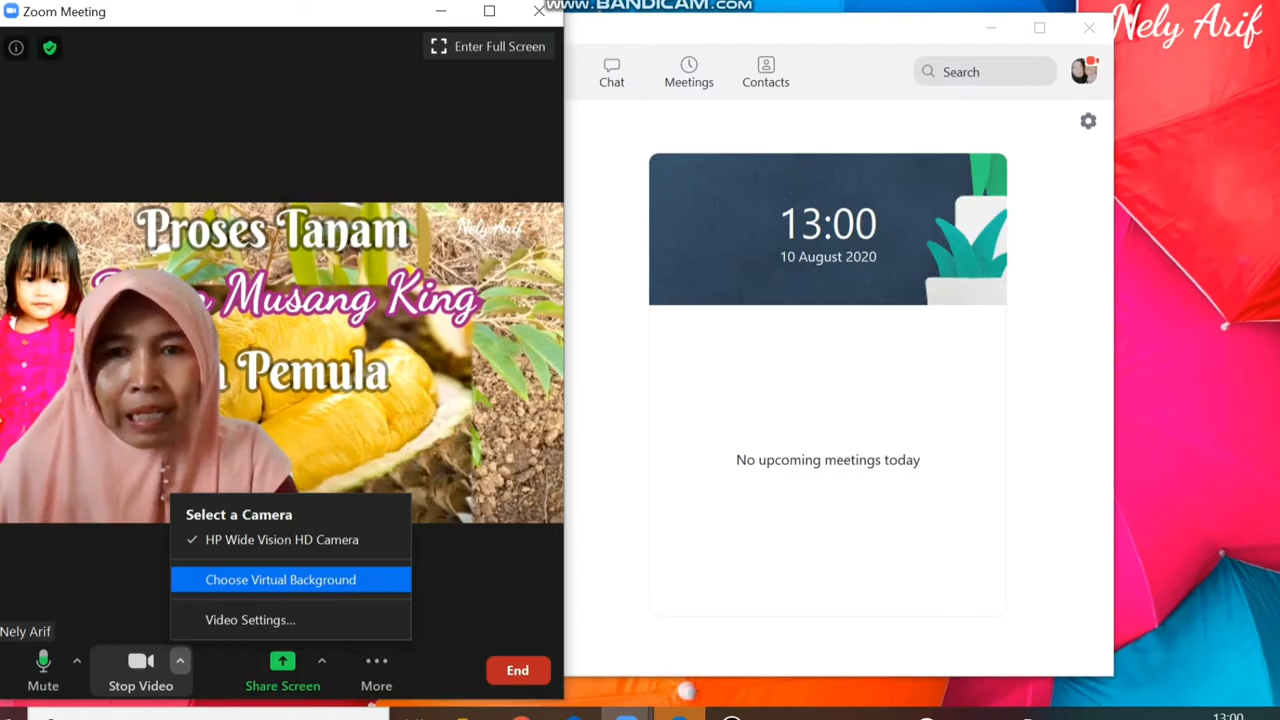 Zoom Meeting
WWW.BANDICAM.COM
Nely Arif
Enter Full Screen
Chat
Meetings
Contacts
Search
Proses Tanam
Nely Arif
Musang King
Pemula
13:00
10 August 2020
No upcoming meetings today
Select a Camera
HP Wide Vision HD Camera
Choose Virtual Background
Video Settings...
Nely Arif
Mute
Stop Video
Share Screen
More
End
13:00